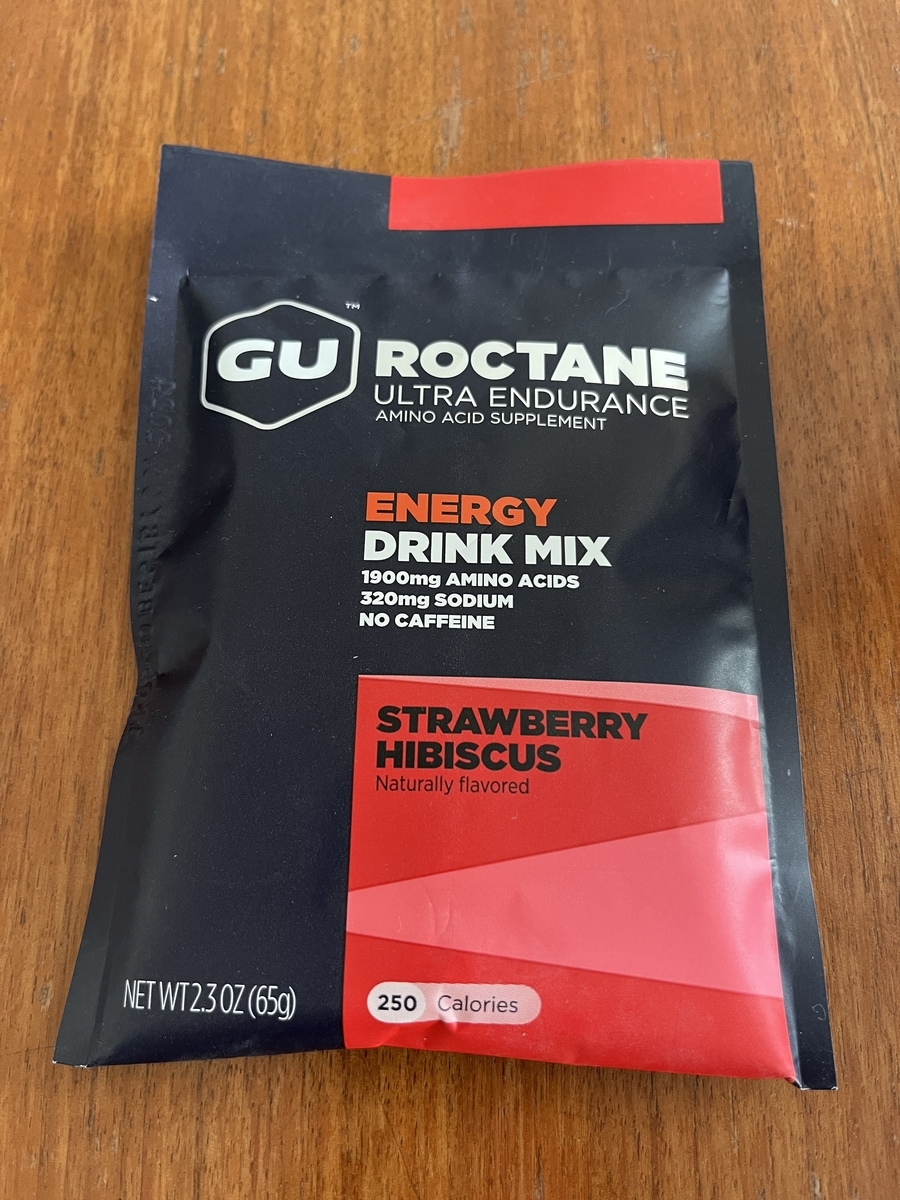 GU
™
ROCTANE
ULTRA ENDURANCE
AMINO ACID SUPPLEMENT
ENERGY
DRINK MIX
1900mg AMINO ACIDS
320mg SODIUM
NO CAFFEINE
STRAWBERRY
HIBISCUS
Naturally flavored
NET WT 2.3 OZ (65g)
250 Calories